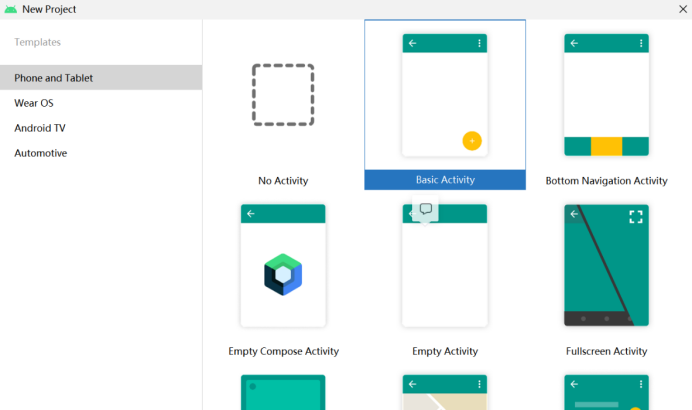 New Project
Templates
Phone and Tablet
Wear OS
Android TV
Automotive
No Activity
Basic Activity
Bottom Navigation Activity
Empty Compose Activity
Empty Activity
Fullscreen Activity